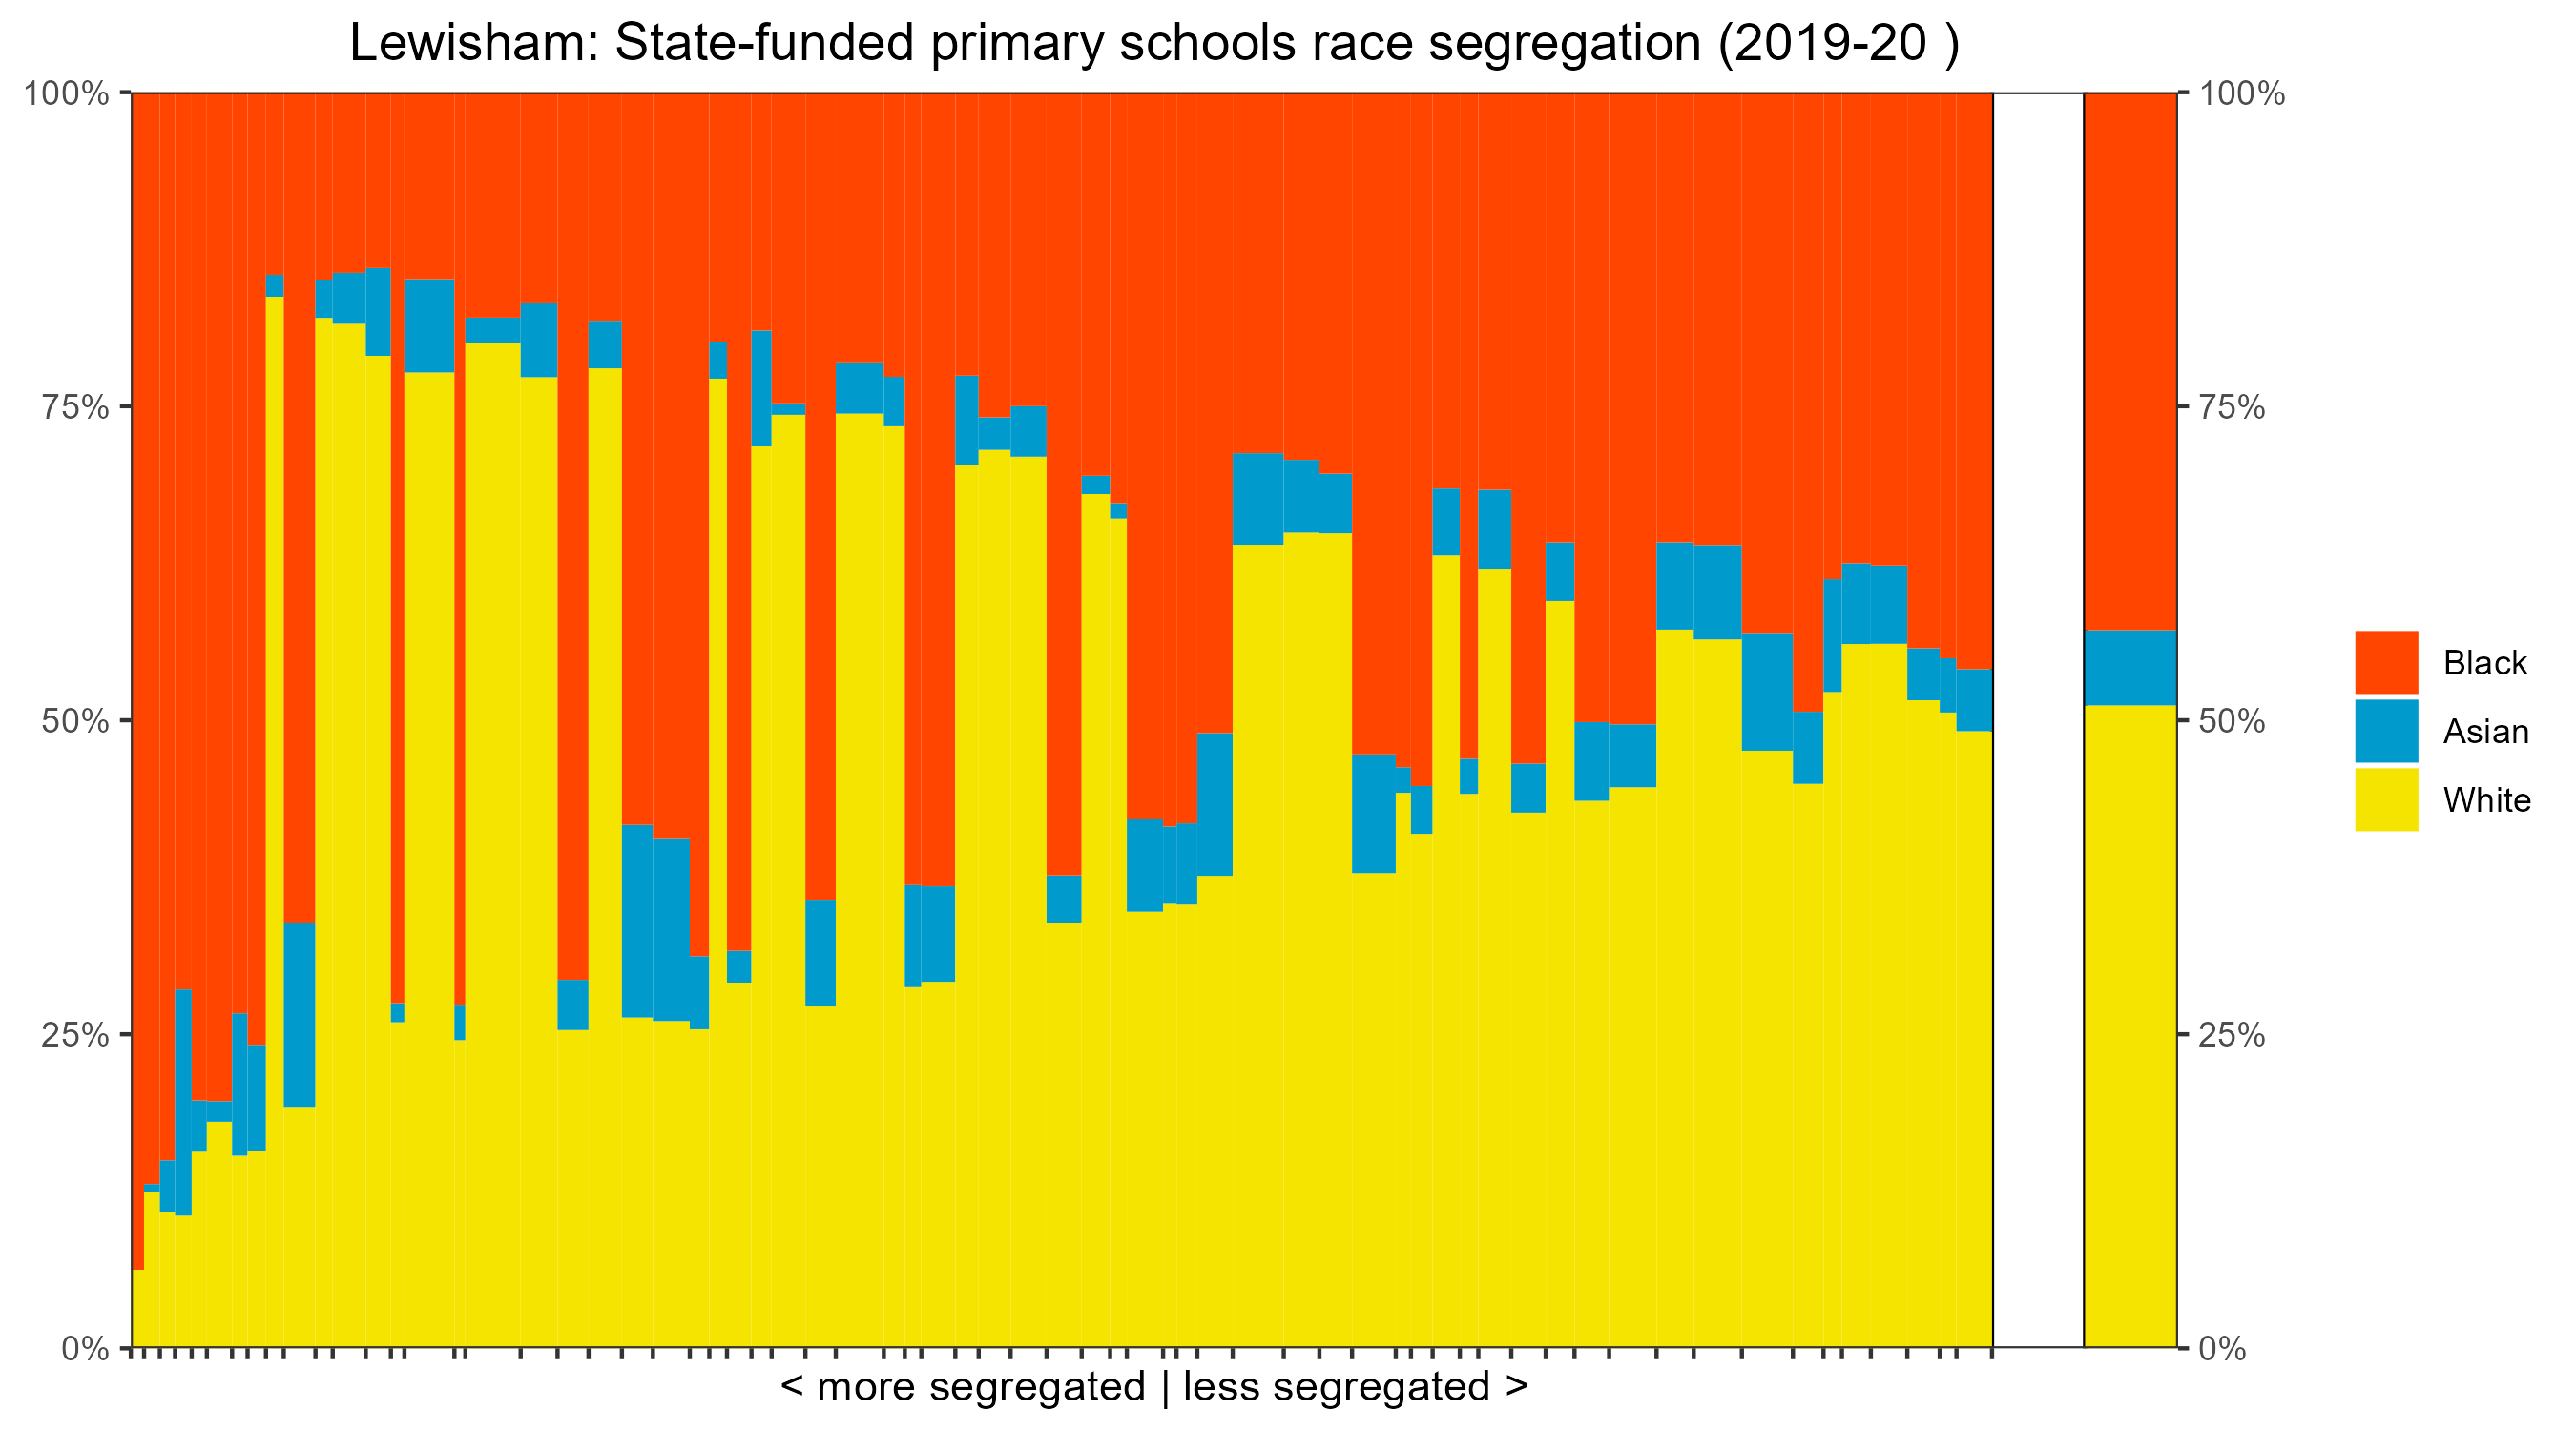 Lewisham: State-funded primary schools race segregation (2019-20 )
100%
75%
50%
25%
0%
100%
75%
50%
25%
0%
Black
Asian
White
< more segregated | less segregated >